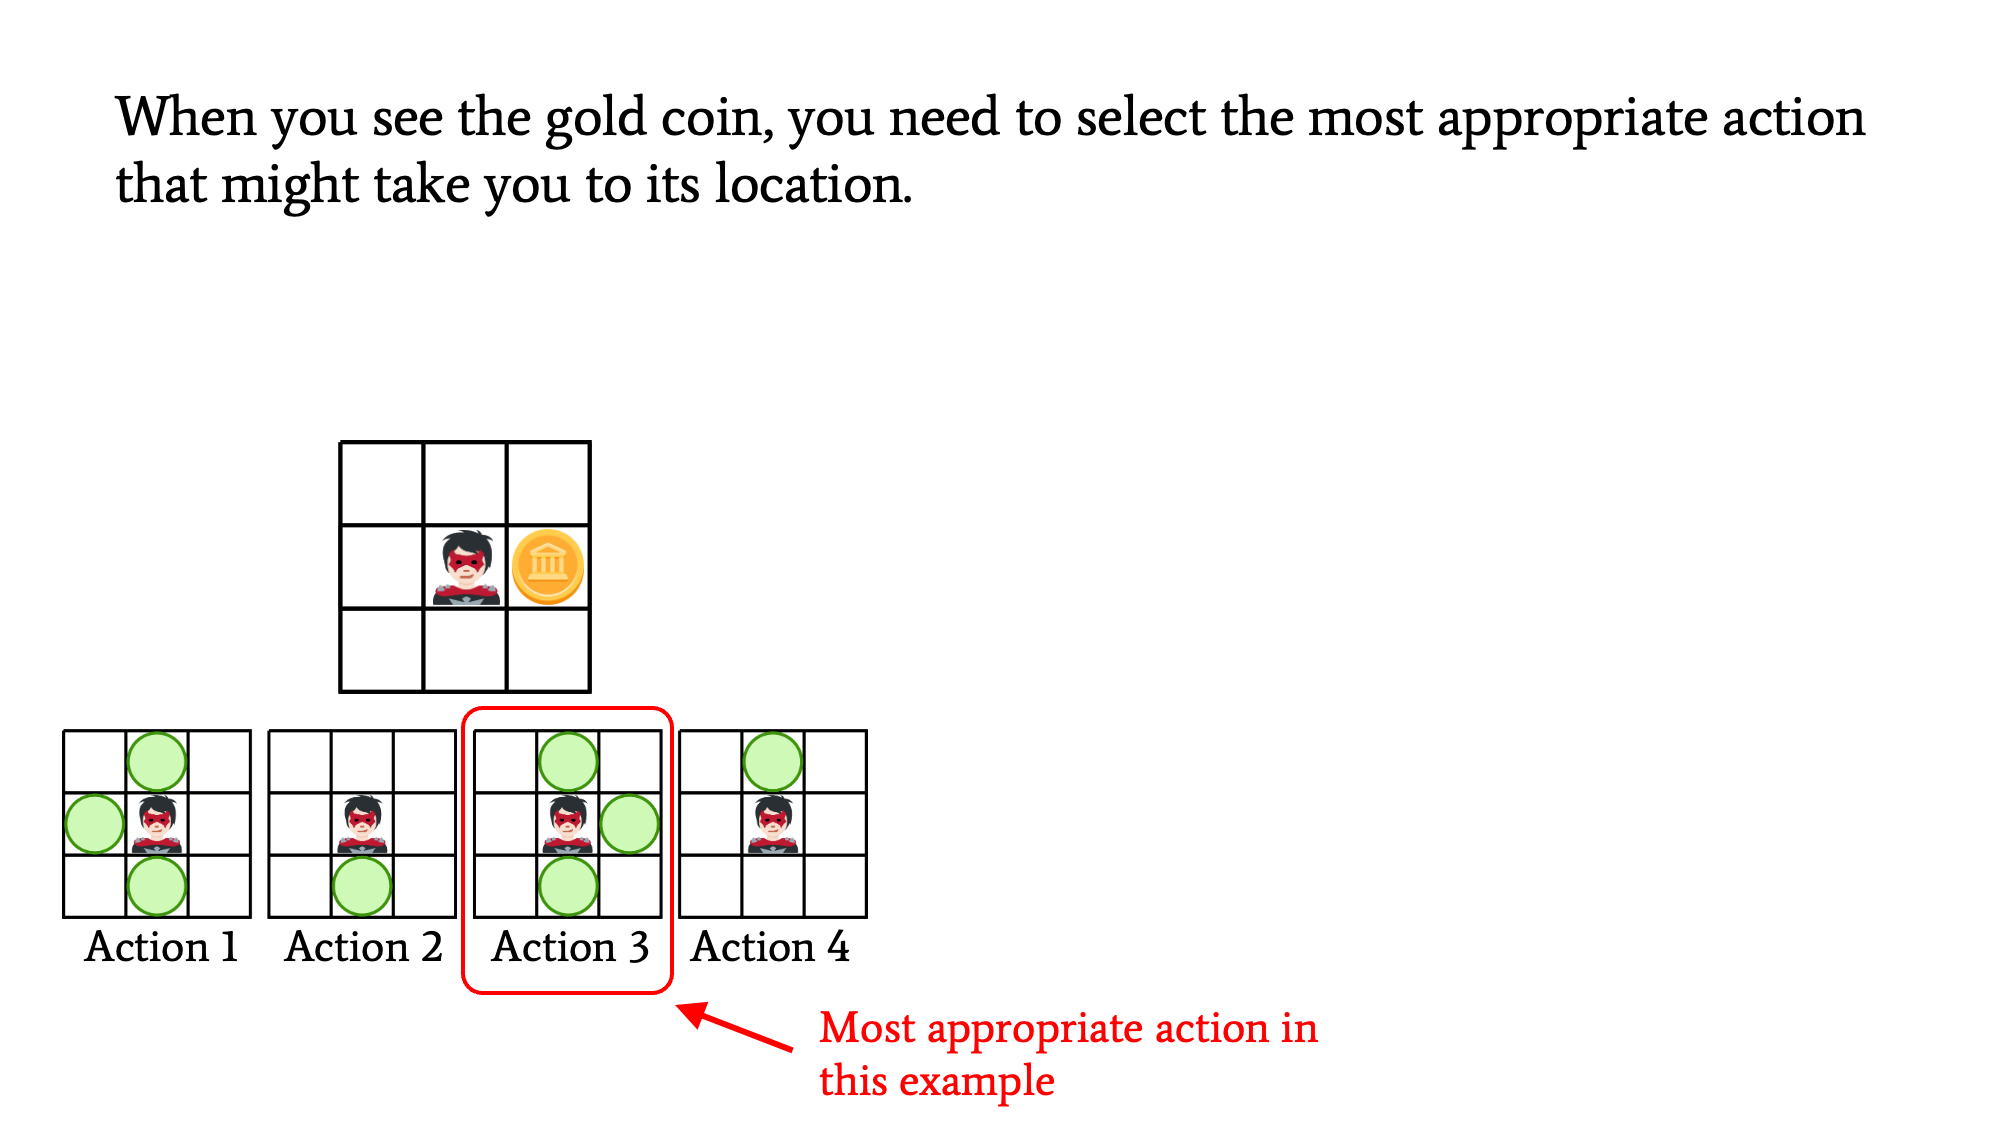 When you see the gold coin, you need to select the most appropriate action
that might take you to its location.
Action 1
Action 2
Action 3
Action 4
Most appropriate action in
this example